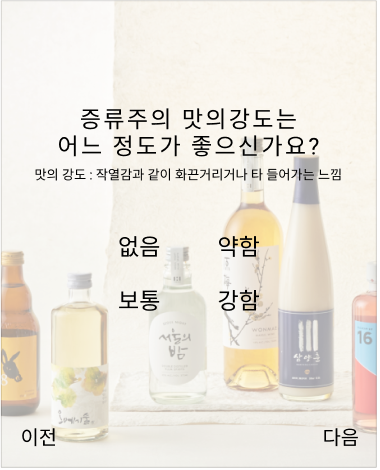 증류주의 맛의강도는
어느 정도가 좋으신가요?
맛의 강도 : 작열감과 같이 화끈거리거나 타 들어가는 느낌
없음 약함
보통 강함
서울의
밤
16
이전 다음